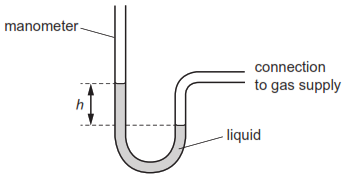 manometer
connection
to gas supply
h
liquid